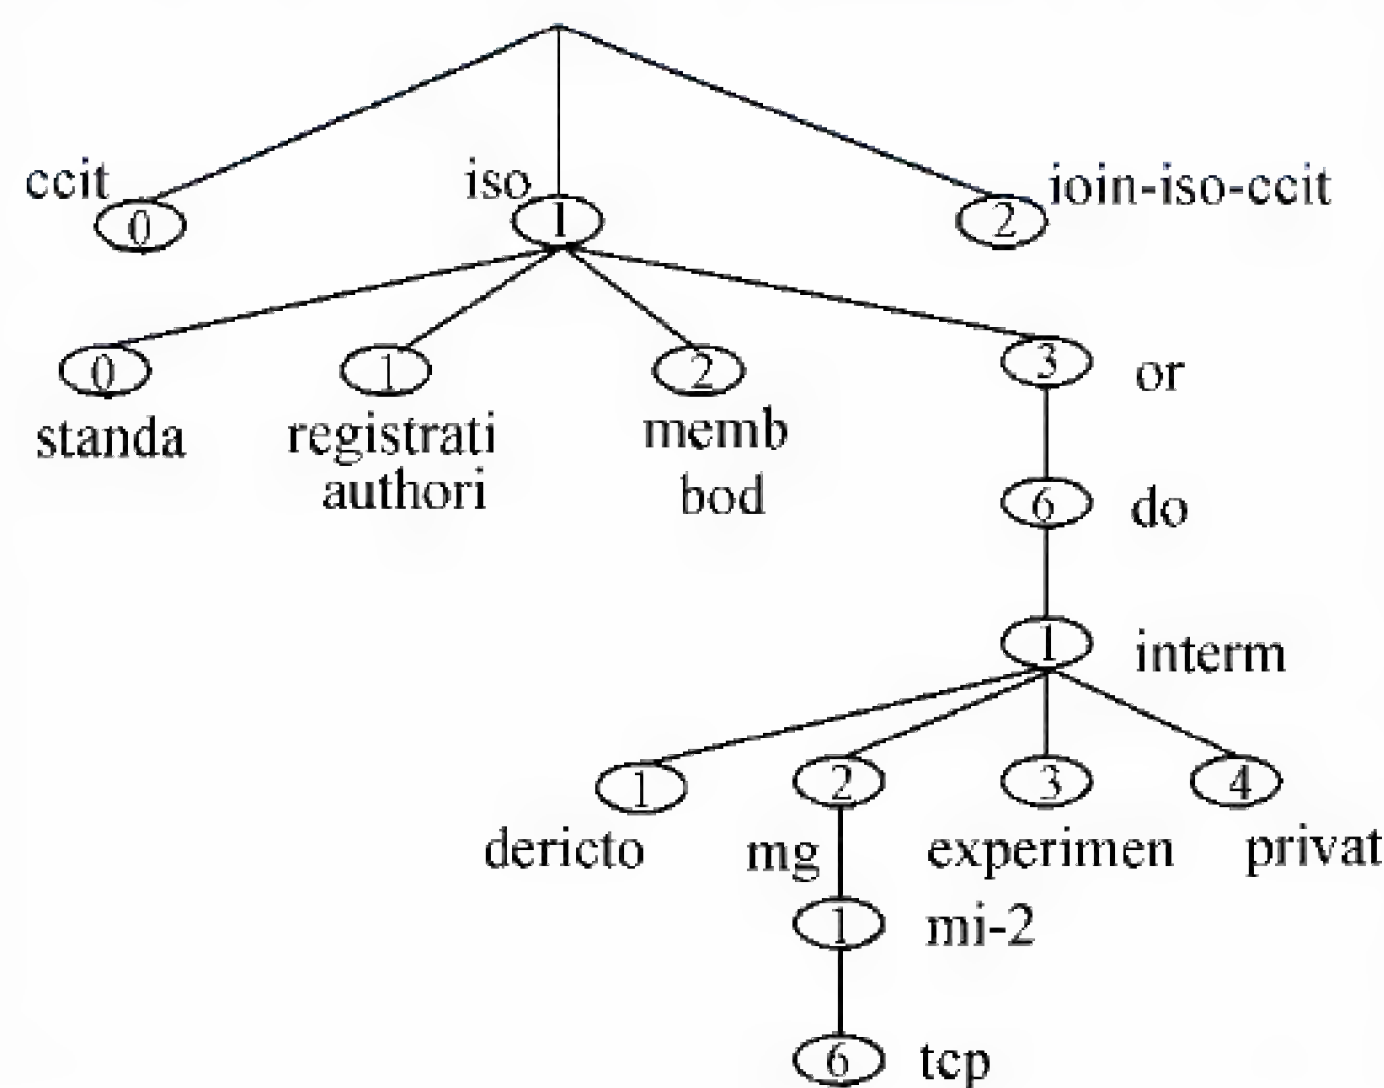 ccit
iso
ioin-iso-ccit
0
1
2
0
1
2
3
or
standa
registrati
authori
memb
bod
6
do
1
interm
1
2
3
4
dericto
mg
experimen
privat
1
mi-2
6
tcp